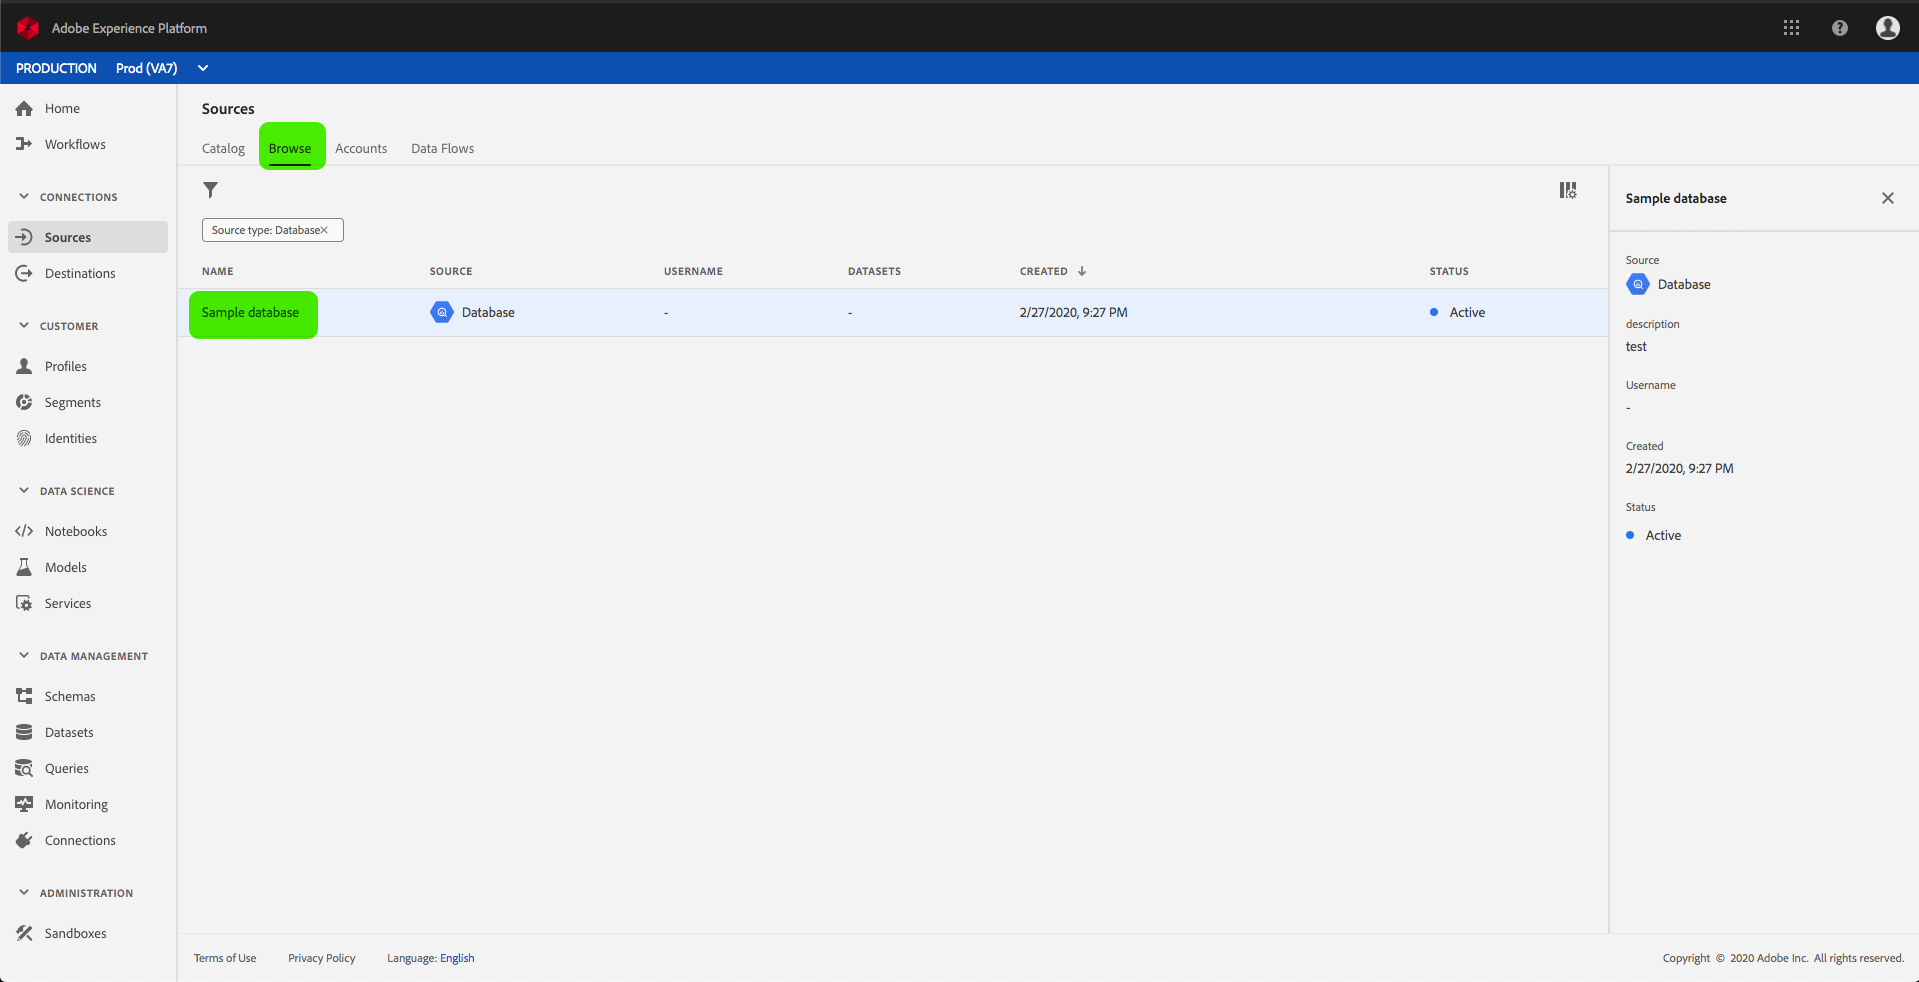 Adobe Experience Platform
PRODUCTION Prod (VA7)
Home
Workflows
CONNECTIONS
Sources
Destinations
CUSTOMER
Profiles
Segments
Identities
DATA SCIENCE
Notebooks
Models
Services
DATA MANAGEMENT
Schemas
Datasets
Queries
Monitoring
Connections
ADMINISTRATION
Sandboxes
Sources
Catalog Browse Accounts Data Flows
Source type: Database×
NAME SOURCE USERNAME DATASETS CREATED STATUS
Sample database Database - - 2/27/2020, 9:27 PM Active
Sample database
Source
Database
description
test
Username
-
Created
2/27/2020, 9:27 PM
Status
Active
Terms of Use Privacy Policy Language: English
Copyright © 2020 Adobe Inc. All rights reserved.